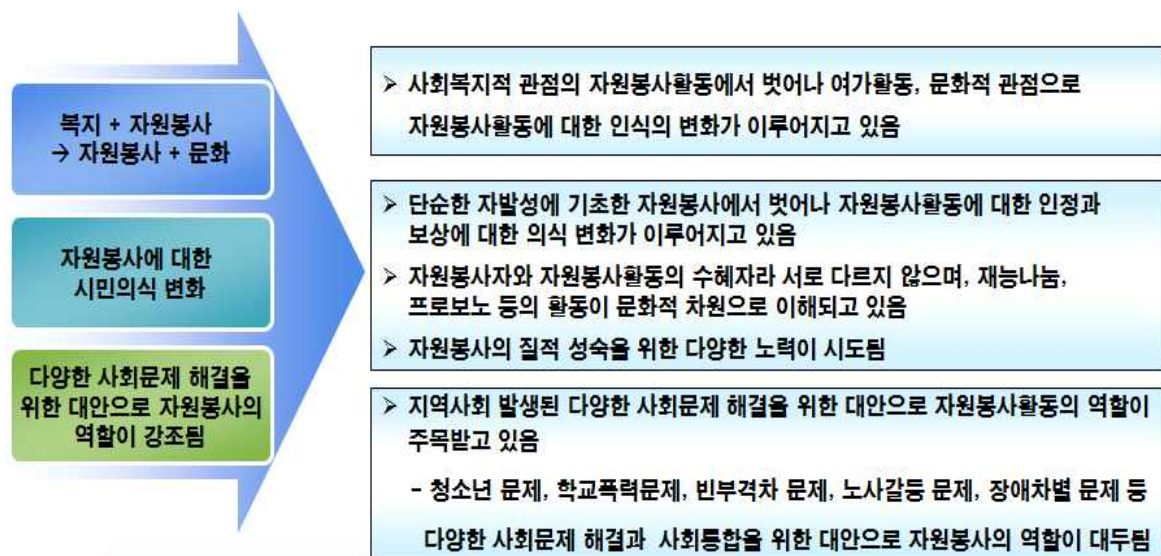 복지 + 자원봉사
→ 자원봉사 + 문화
자원봉사에 대한
시민의식 변화
다양한 사회문제 해결을
위한 대안으로 자원봉사의
역할이 강조됨
➢ 사회복지적 관점의 자원봉사활동에서 벗어나 여가활동, 문화적 관점으로
자원봉사활동에 대한 인식의 변화가 이루어지고 있음
➢ 단순한 자발성에 기초한 자원봉사에서 벗어나 자원봉사활동에 대한 인정과
보상에 대한 의식 변화가 이루어지고 있음
➢ 자원봉사자와 자원봉사활동의 수혜자라 서로 다르지 않으며, 재능나눔,
프로보노 등의 활동이 문화적 차원으로 이해되고 있음
➢ 자원봉사의 질적 성숙을 위한 다양한 노력이 시도됨
➢ 지역사회 발생된 다양한 사회문제 해결을 위한 대안으로 자원봉사활동의 역할이
주목받고 있음
- 청소년 문제, 학교폭력문제, 빈부격차 문제, 노사갈등 문제, 장애차별 문제 등
다양한 사회문제 해결과 사회통합을 위한 대안으로 자원봉사의 역할이 대두됨